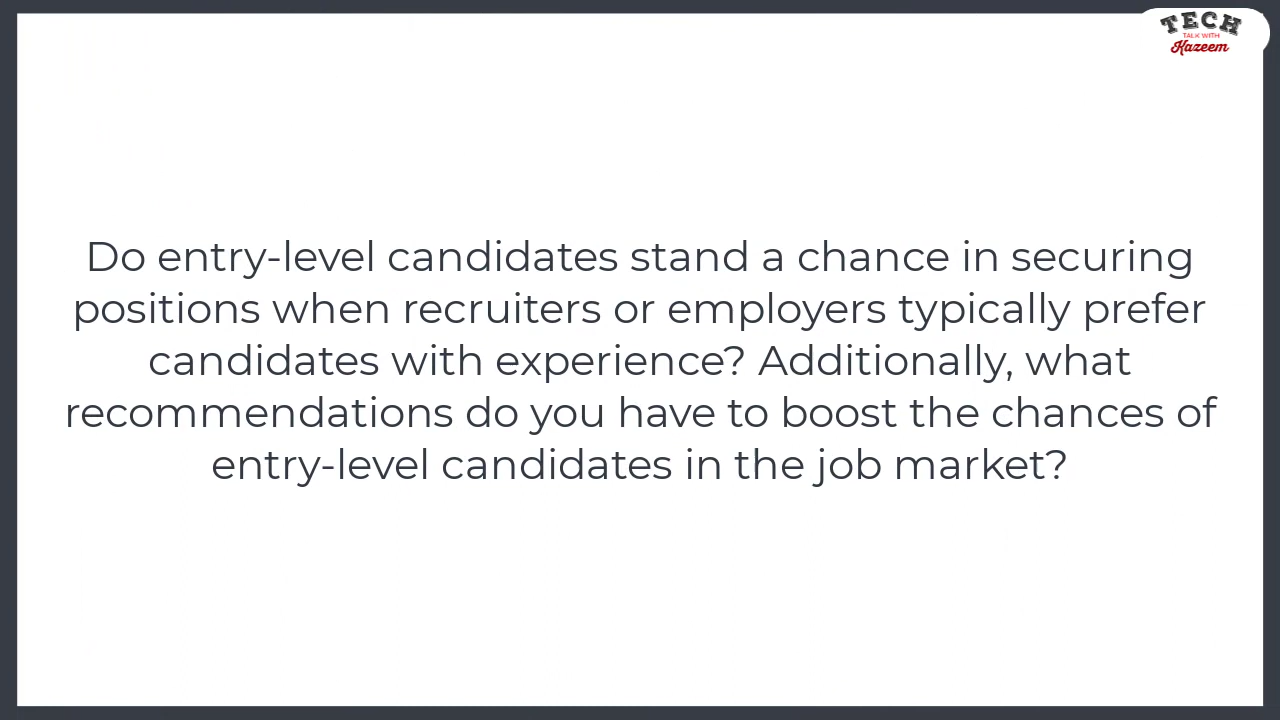 TECH
TALK WITH
Kazeem
Do entry-level candidates stand a chance in securing
positions when recruiters or employers typically prefer
candidates with experience? Additionally, what
recommendations do you have to boost the chances of
entry-level candidates in the job market?